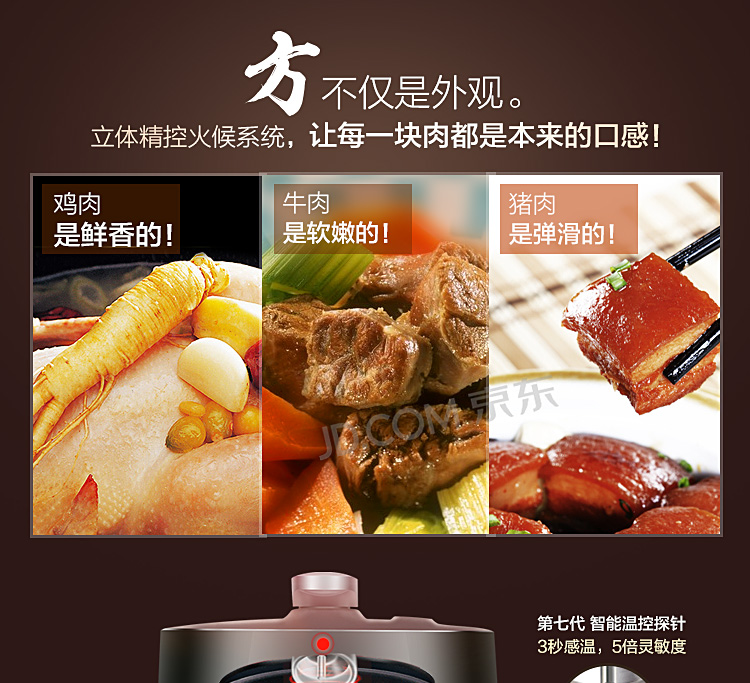 方 不仅是外观。
立体精控火候系统，让每一块肉都是本来的口感！
鸡肉
是鲜香的！
牛肉
是软嫩的！
猪肉
是弹滑的！
JD.COM 京东
第七代 智能温控探针
3秒感温，5倍灵敏度